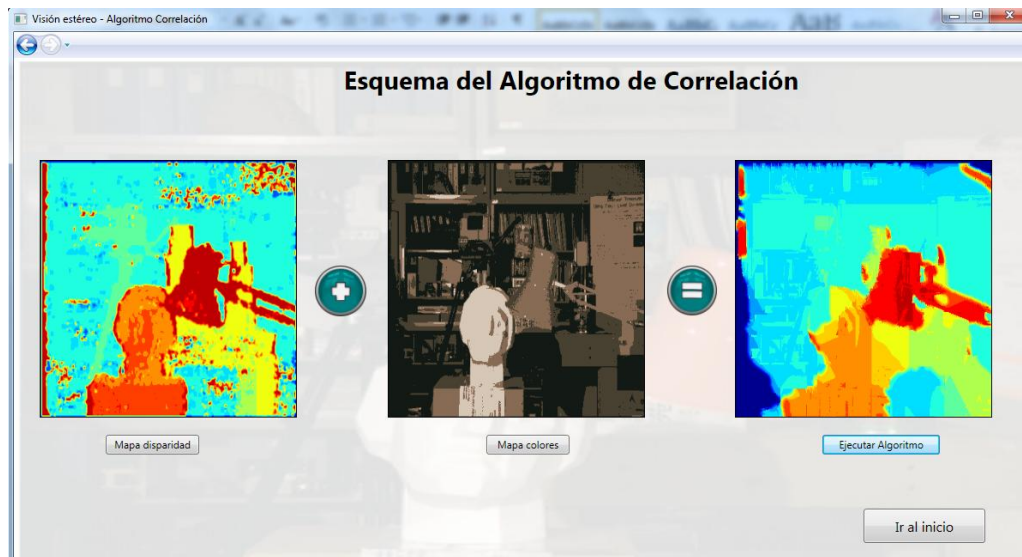 Visión estéreo - Algoritmo Correlación
Esquema del Algoritmo de Correlación
Mapa disparidad
Mapa colores
Ejecutar Algoritmo
Ir al inicio